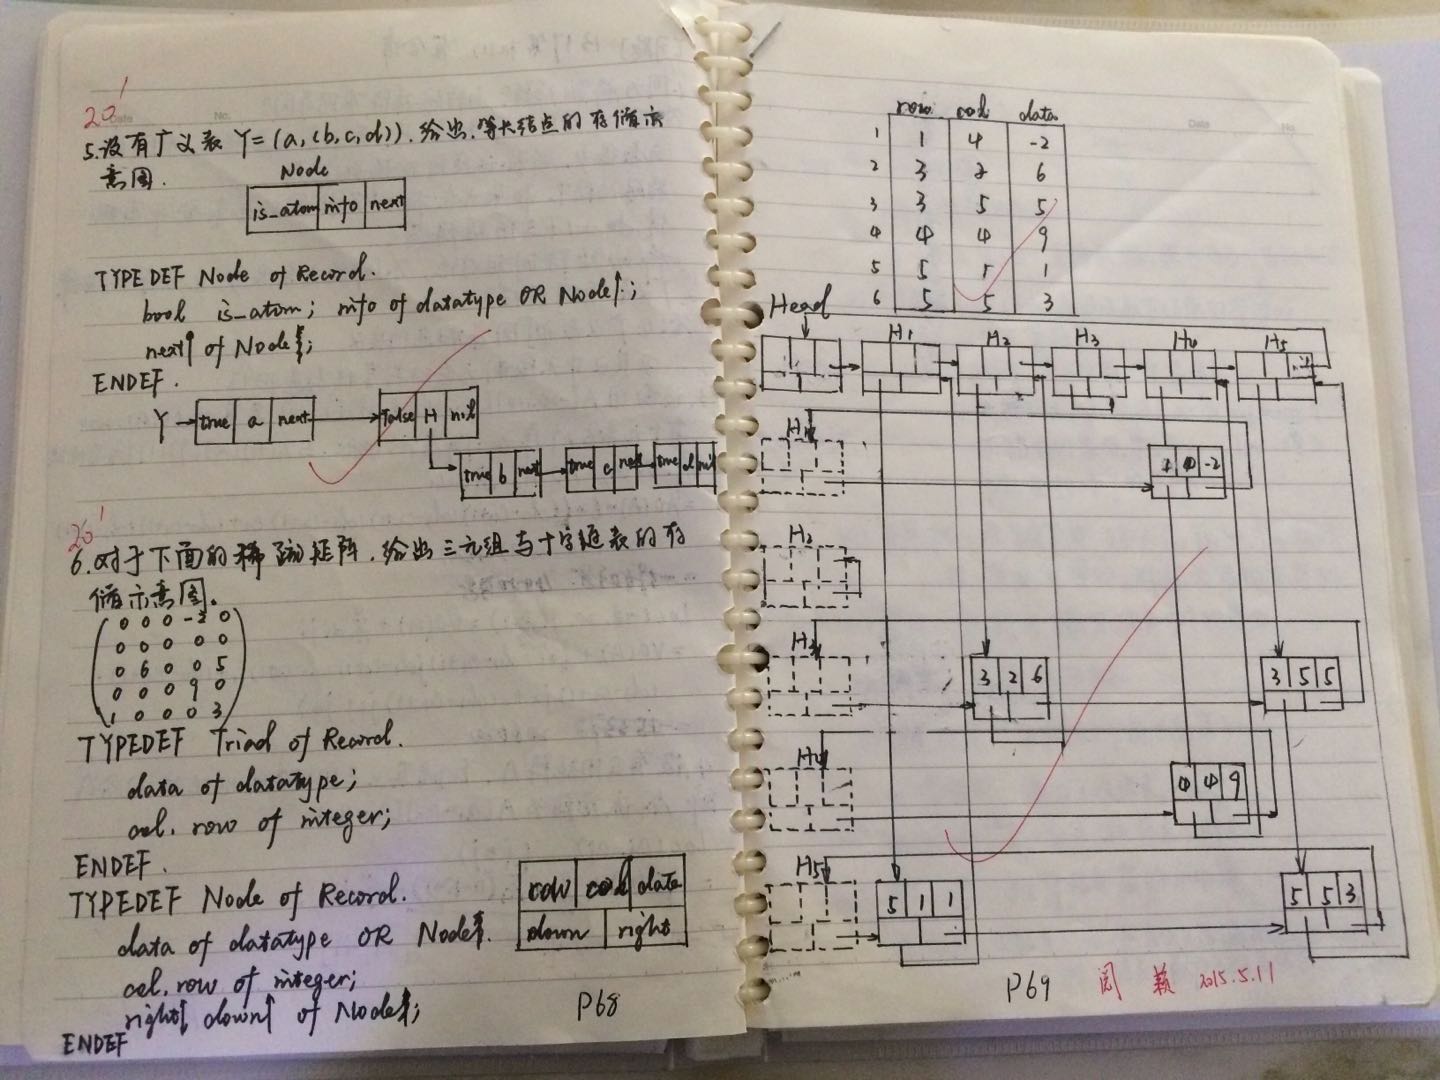 20'
5.设有广义表 Y=(a,(b,c,d)).给出.等长结点的存储示
意图.
Node
is_atom info next
TYPEDEF Node of Record.
bool is_atom; info of datatype OR Node↑;
next↑ of Node;
ENDEF.
Y true a next false H nil
true b next true c next true d nil
20'
6.对于下面的稀疏矩阵.给出三元组与十字链表的存
储示意图。
0 0 0 -2 0
0 0 0 0 0
0 6 0 0 5
0 0 0 9 0
1 0 0 0 3
TYPEDEF Triad of Record.
data of datatype;
col, row of integer;
ENDEF.
TYPEDEF Node of Record.
data of datatype OR Node↑.
col, row of integer;
right↑, down↑ of Node;
ENDEF
row col data
down right
P68
row col data
1 1 4 -2
2 3 2 6
3 3 5 5
4 4 4 9
5 5 1 1
6 5 5 3
Head
H1 H2 H3 H4 H5
H1
1 4 -2
H2
H3
3 2 6
3 5 5
H4
4 4 9
H5
5 1 1
5 5 3
P69
阅 颖 2015.5.11